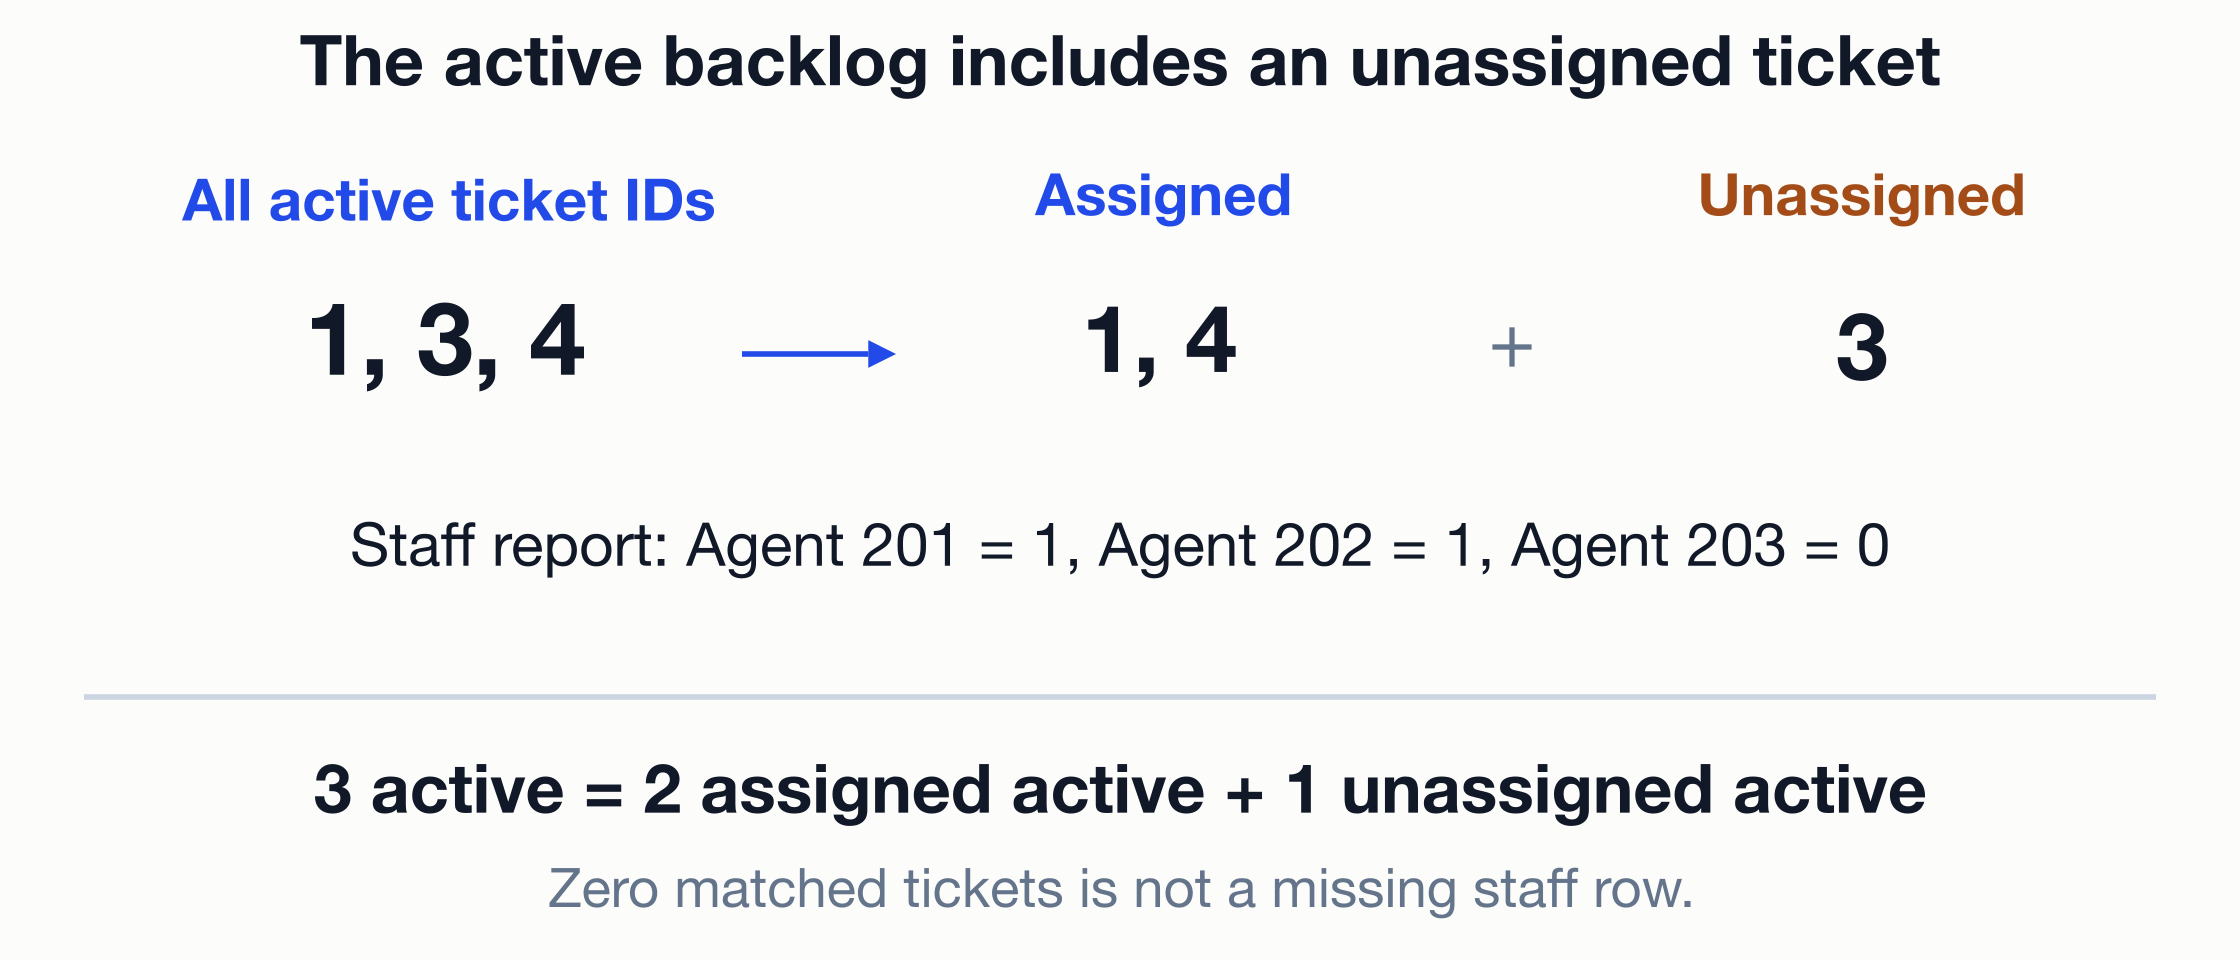 The active backlog includes an unassigned ticket
All active ticket IDs
Assigned
Unassigned
1, 3, 4
1, 4
+
3
Staff report: Agent 201 = 1, Agent 202 = 1, Agent 203 = 0
3 active = 2 assigned active + 1 unassigned active
Zero matched tickets is not a missing staff row.